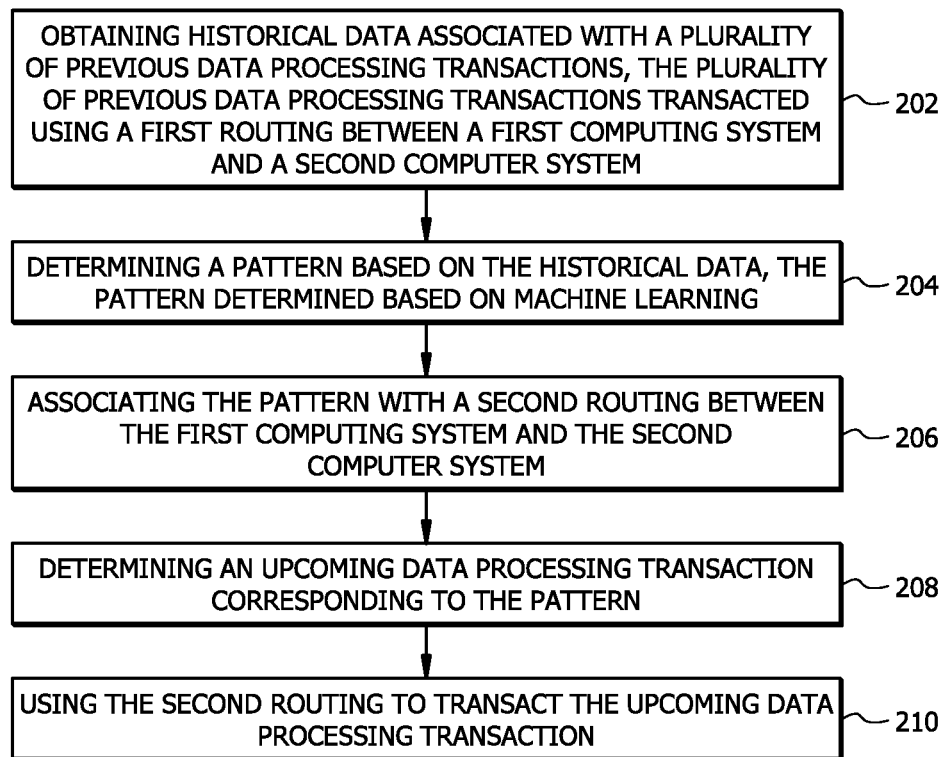 OBTAINING HISTORICAL DATA ASSOCIATED WITH A PLURALITY
OF PREVIOUS DATA PROCESSING TRANSACTIONS, THE PLURALITY
OF PREVIOUS DATA PROCESSING TRANSACTIONS TRANSACTED
USING A FIRST ROUTING BETWEEN A FIRST COMPUTING SYSTEM
AND A SECOND COMPUTER SYSTEM
202
DETERMINING A PATTERN BASED ON THE HISTORICAL DATA, THE
PATTERN DETERMINED BASED ON MACHINE LEARNING
204
ASSOCIATING THE PATTERN WITH A SECOND ROUTING BETWEEN
THE FIRST COMPUTING SYSTEM AND THE SECOND
COMPUTER SYSTEM
206
DETERMINING AN UPCOMING DATA PROCESSING TRANSACTION
CORRESPONDING TO THE PATTERN
208
USING THE SECOND ROUTING TO TRANSACT THE UPCOMING DATA
PROCESSING TRANSACTION
210